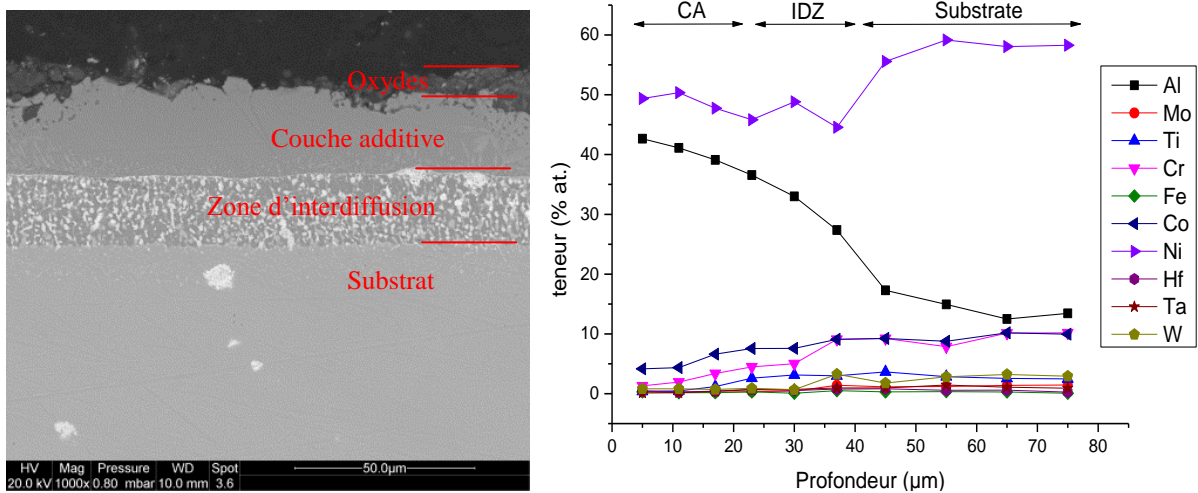 Oxydes
Couche additive
Zone d'interdiffusion
Substrat
HV Mag Pressure WD Spot
20.0 kV 1000x 0.80 mbar 10.0 mm 3.6
50.0µm
CA IDZ Substrate
teneur (% at.)
60
50
40
30
20
10
0
0 10 20 30 40 50 60 70 80
Profondeur (µm)
Al
Mo
Ti
Cr
Fe
Co
Ni
Hf
Ta
W